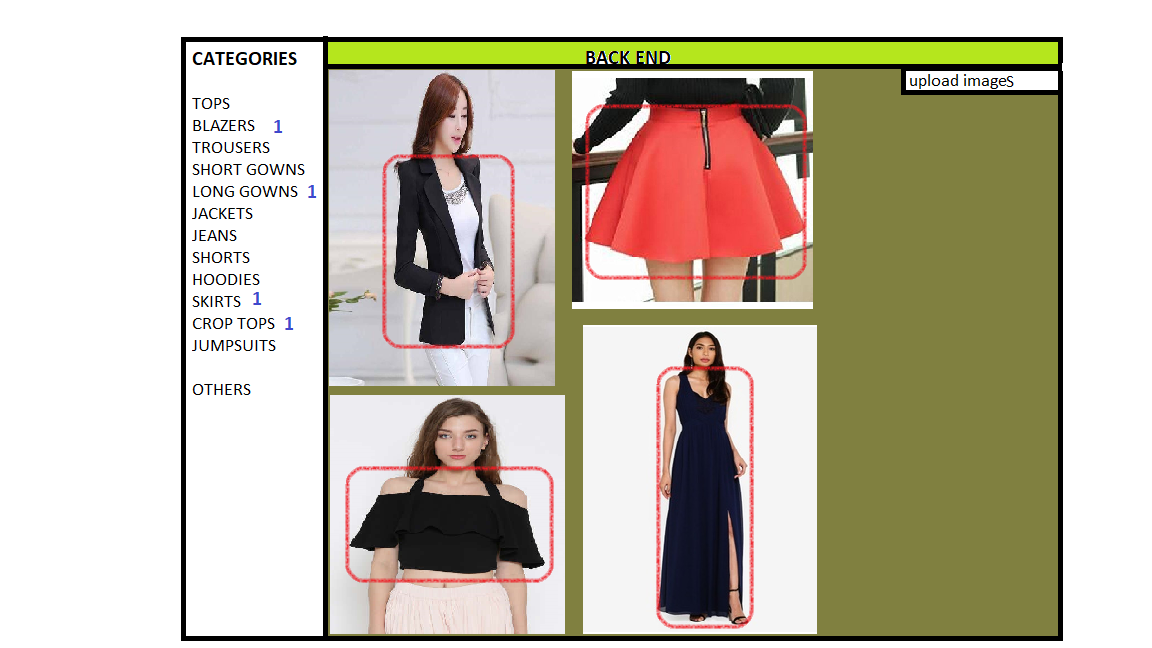 CATEGORIES
TOPS
BLAZERS 1
TROUSERS
SHORT GOWNS
LONG GOWNS 1
JACKETS
JEANS
SHORTS
HOODIES
SKIRTS 1
CROP TOPS 1
JUMPSUITS
OTHERS
BACK END
upload images